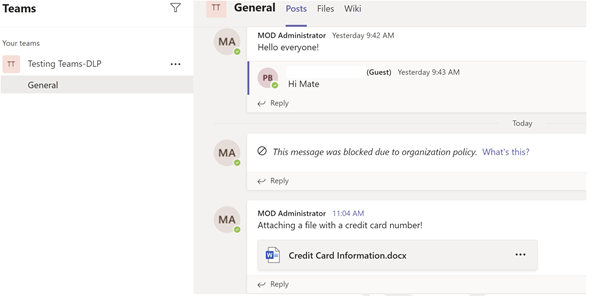 Teams
Your teams
TT Testing Teams-DLP ...
General
TT General Posts Files Wiki
MA MOD Administrator Yesterday 9:42 AM
Hello everyone!
PB (Guest) Yesterday 9:43 AM
Hi Mate
Reply
Today
MA This message was blocked due to organization policy. What's this?
Reply
MA MOD Administrator 11:04 AM
Attaching a file with a credit card number!
Credit Card Information.docx ...
Reply